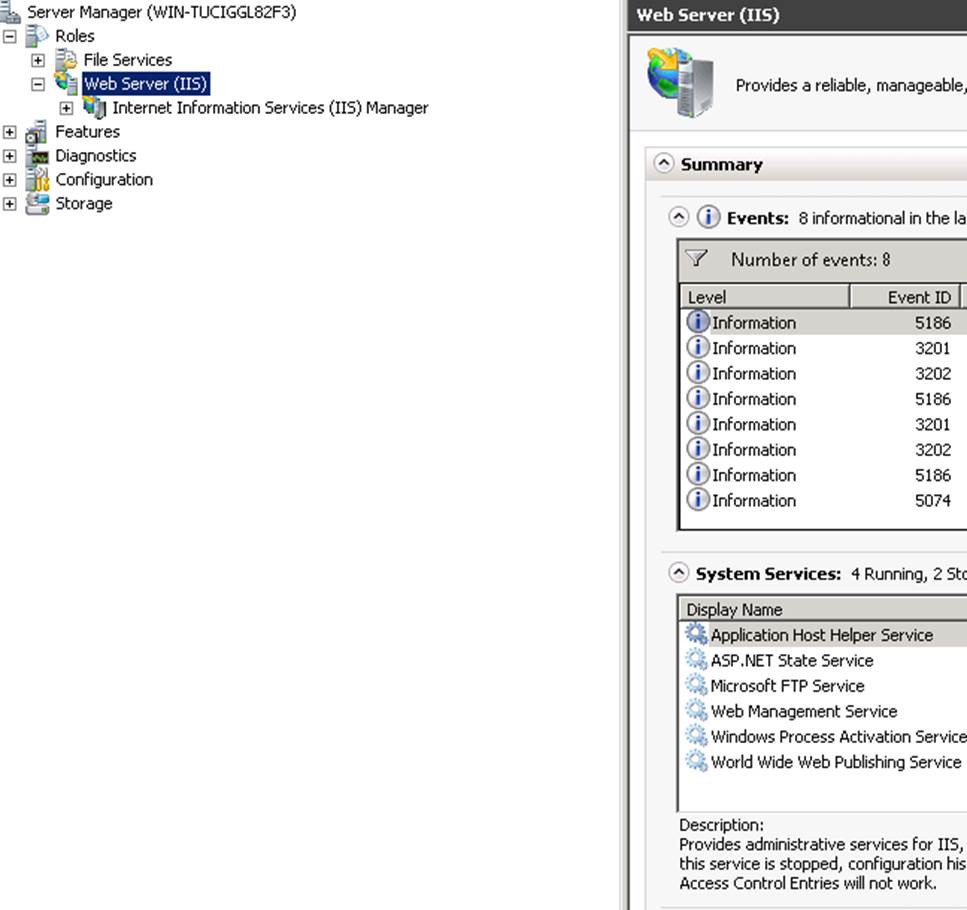 Server Manager (WIN-TUCIGGL82F3)
Roles
File Services
Web Server (IIS)
Internet Information Services (IIS) Manager
Features
Diagnostics
Configuration
Storage
Web Server (IIS)
Provides a reliable, manageable,
Summary
Events: 8 informational in the la
Number of events: 8
Level Event ID
Information 5186
Information 3201
Information 3202
Information 5186
Information 3201
Information 3202
Information 5186
Information 5074
System Services: 4 Running, 2 Sto
Display Name
Application Host Helper Service
ASP.NET State Service
Microsoft FTP Service
Web Management Service
Windows Process Activation Service
World Wide Web Publishing Service
Description:
Provides administrative services for IIS,
this service is stopped, configuration his
Access Control Entries will not work.